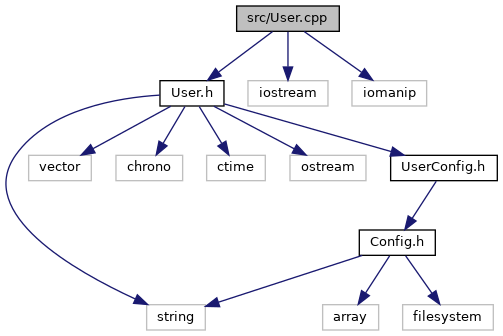 src/User.cpp
User.h
iostream
iomanip
vector
chrono
ctime
ostream
UserConfig.h
Config.h
string
array
filesystem